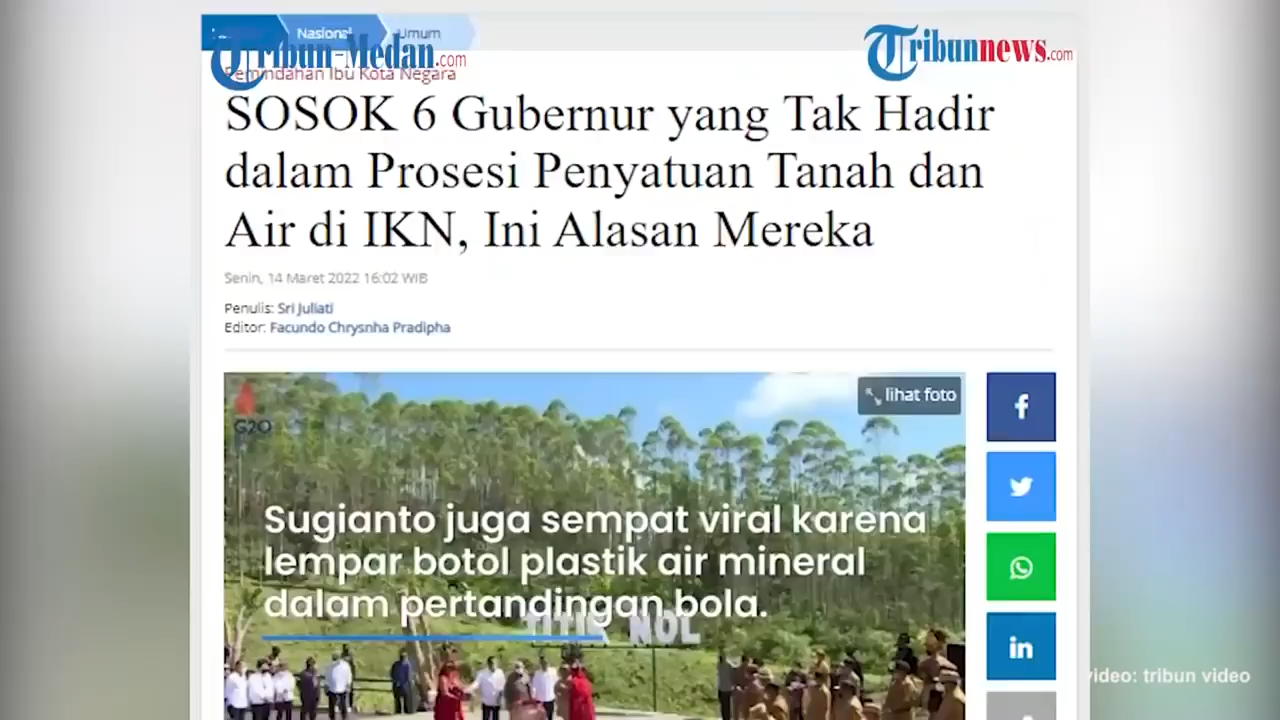 Nasional
Umum
Tribun-Medan.com
Tribunnews.com
Pemindahan Ibu Kota Negara
SOSOK 6 Gubernur yang Tak Hadir
dalam Prosesi Penyatuan Tanah dan
Air di IKN, Ini Alasan Mereka
Senin, 14 Maret 2022 16:02 WIB
Penulis: Sri Juliati
Editor: Facundo Chrysnha Pradipha
lihat foto
G20
Sugianto juga sempat viral karena
lempar botol plastik air mineral
dalam pertandingan bola.
TITIK NOL
video: tribun video